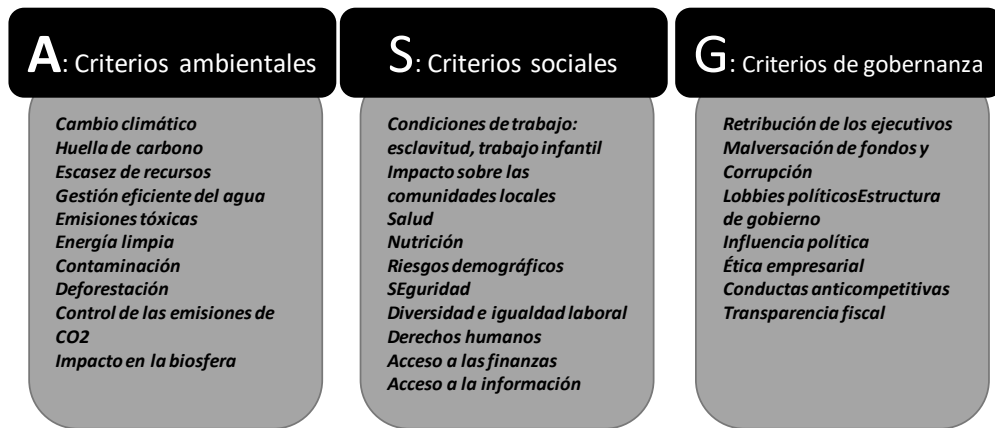 A: Criterios ambientales
Cambio climático
Huella de carbono
Escasez de recursos
Gestión eficiente del agua
Emisiones tóxicas
Energía limpia
Contaminación
Deforestación
Control de las emisiones de
CO2
Impacto en la biosfera
S: Criterios sociales
Condiciones de trabajo:
esclavitud, trabajo infantil
Impacto sobre las
comunidades locales
Salud
Nutrición
Riesgos demográficos
SEguridad
Diversidad e igualdad laboral
Derechos humanos
Acceso a las finanzas
Acceso a la información
G: Criterios de gobernanza
Retribución de los ejecutivos
Malversación de fondos y
Corrupción
Lobbies políticosEstructura
de gobierno
Influencia política
Ética empresarial
Conductas anticompetitivas
Transparencia fiscal